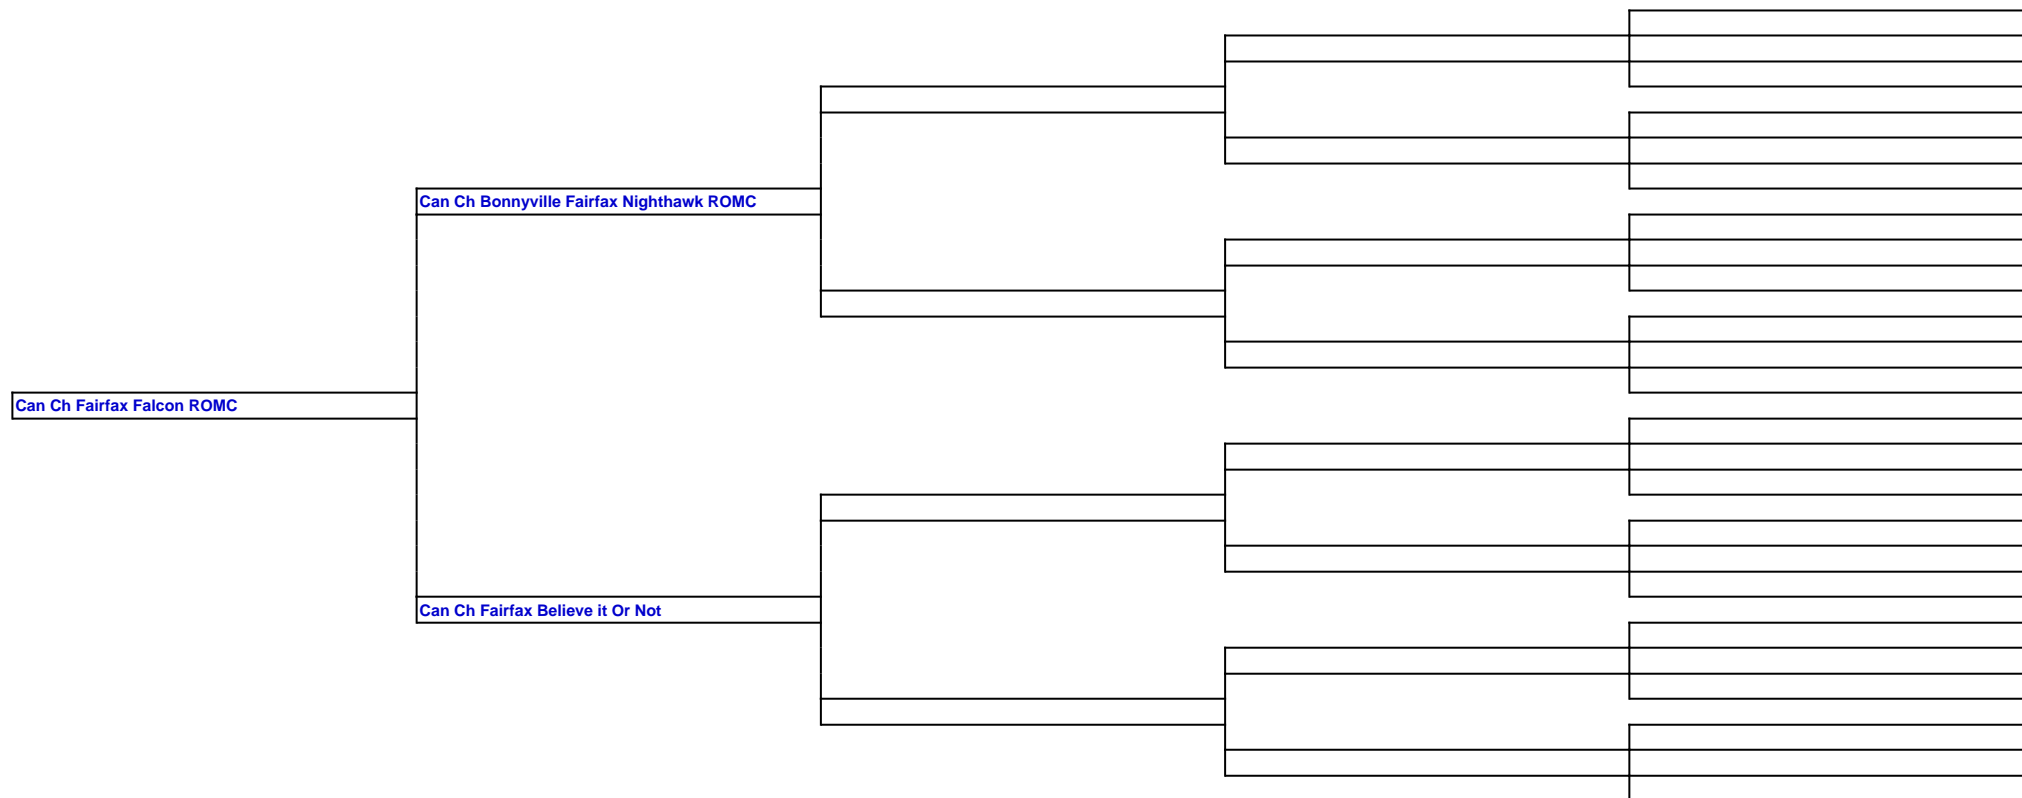 Can Ch Bonnyville Fairfax Nighthawk ROMC
Can Ch Fairfax Falcon ROMC
Can Ch Fairfax Believe it Or Not